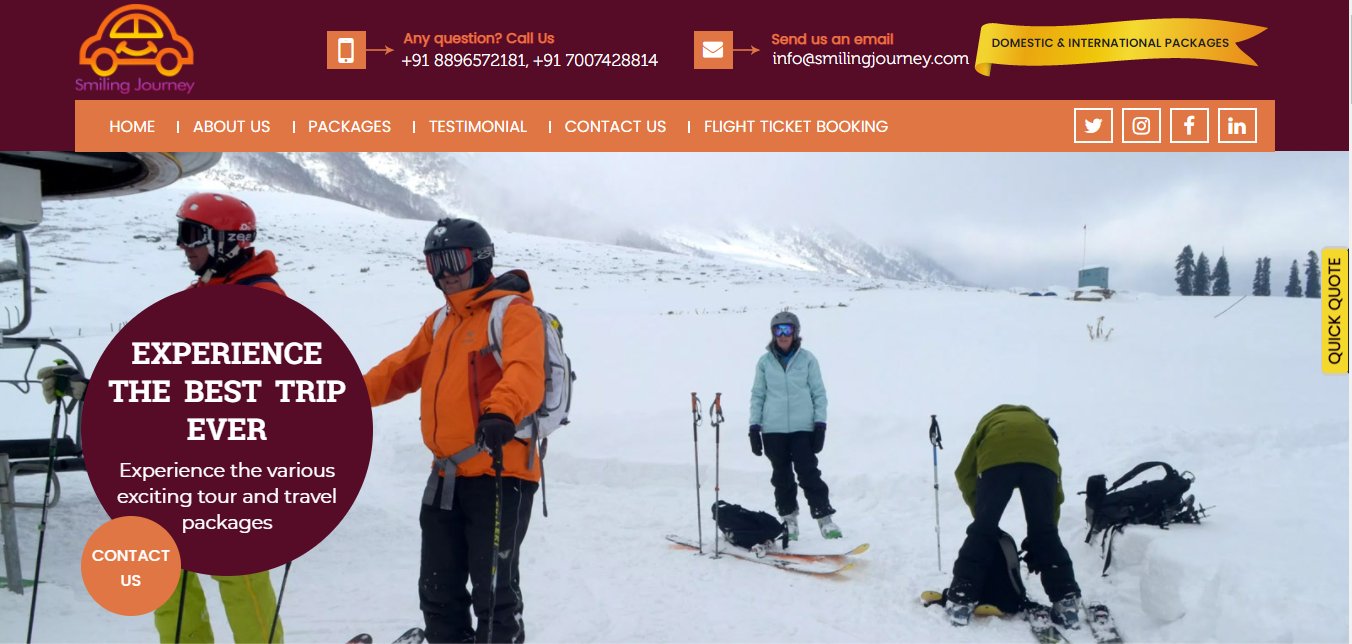 Smiling Journey
Any question? Call Us
+91 8896572181, +91 7007428814
Send us an email
info@smilingjourney.com
DOMESTIC & INTERNATIONAL PACKAGES
HOME
ABOUT US
PACKAGES
TESTIMONIAL
CONTACT US
FLIGHT TICKET BOOKING
QUICK QUOTE
EXPERIENCE
THE BEST TRIP
EVER
Experience the various
exciting tour and travel
packages
CONTACT
US